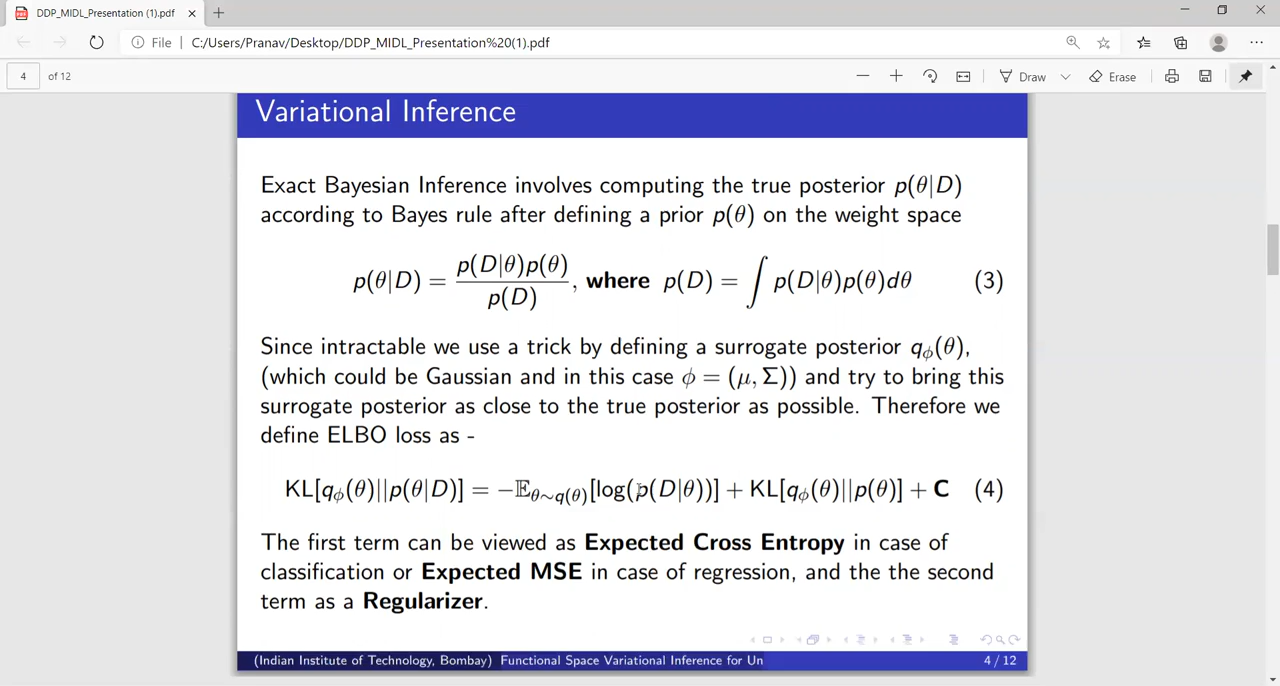 DDP_MIDL_Presentation (1).pdf
File | C:/Users/Pranav/Desktop/DDP_MIDL_Presentation%20(1).pdf
4 of 12 Draw Erase
Variational Inference
Exact Bayesian Inference involves computing the true posterior p(θ|D)
according to Bayes rule after defining a prior p(θ) on the weight space
p(θ|D) = p(D|θ)p(θ) / p(D), where p(D) = ∫ p(D|θ)p(θ)dθ (3)
Since intractable we use a trick by defining a surrogate posterior qϕ(θ),
(which could be Gaussian and in this case ϕ = (μ, Σ)) and try to bring this
surrogate posterior as close to the true posterior as possible. Therefore we
define ELBO loss as -
KL[qϕ(θ)||p(θ|D)] = −𝔼θ∼q(θ)[log(p(D|θ))] + KL[qϕ(θ)||p(θ)] + C (4)
The first term can be viewed as Expected Cross Entropy in case of
classification or Expected MSE in case of regression, and the the second
term as a Regularizer.
(Indian Institute of Technology, Bombay) Functional Space Variational Inference for Un 4 / 12